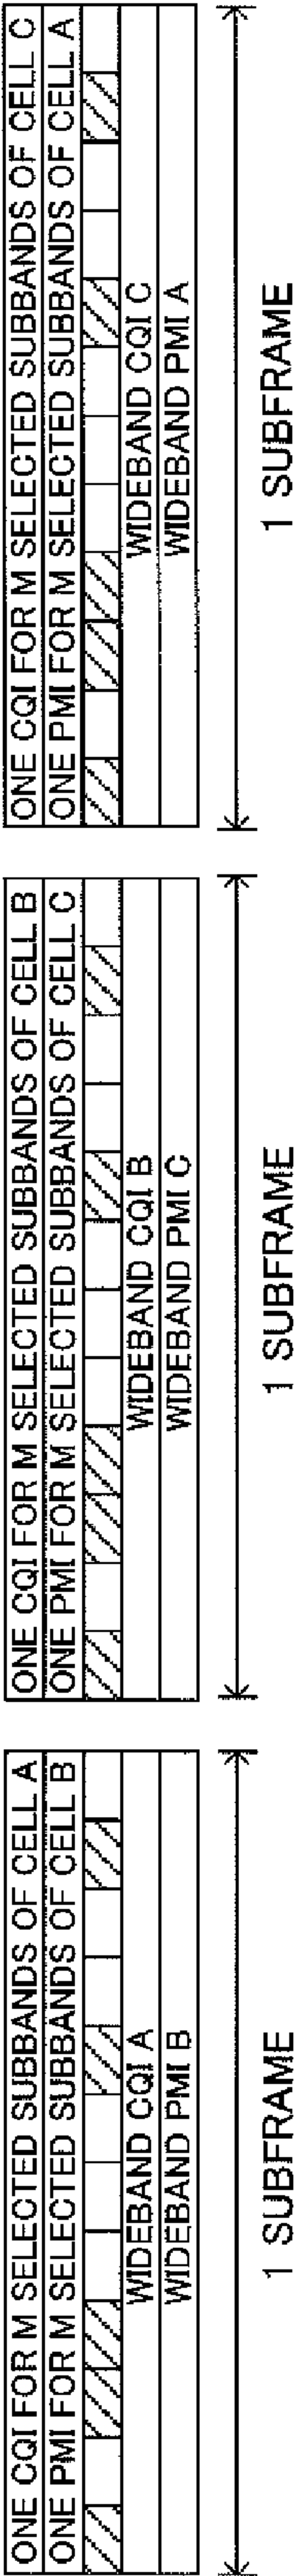 ONE CQI FOR M SELECTED SUBBANDS OF CELL A
ONE PMI FOR M SELECTED SUBBANDS OF CELL B
WIDEBAND CQI A
WIDEBAND PMI B
1 SUBFRAME
ONE CQI FOR M SELECTED SUBBANDS OF CELL B
ONE PMI FOR M SELECTED SUBBANDS OF CELL C
WIDEBAND CQI B
WIDEBAND PMI C
1 SUBFRAME
ONE CQI FOR M SELECTED SUBBANDS OF CELL C
ONE PMI FOR M SELECTED SUBBANDS OF CELL A
WIDEBAND CQI C
WIDEBAND PMI A
1 SUBFRAME